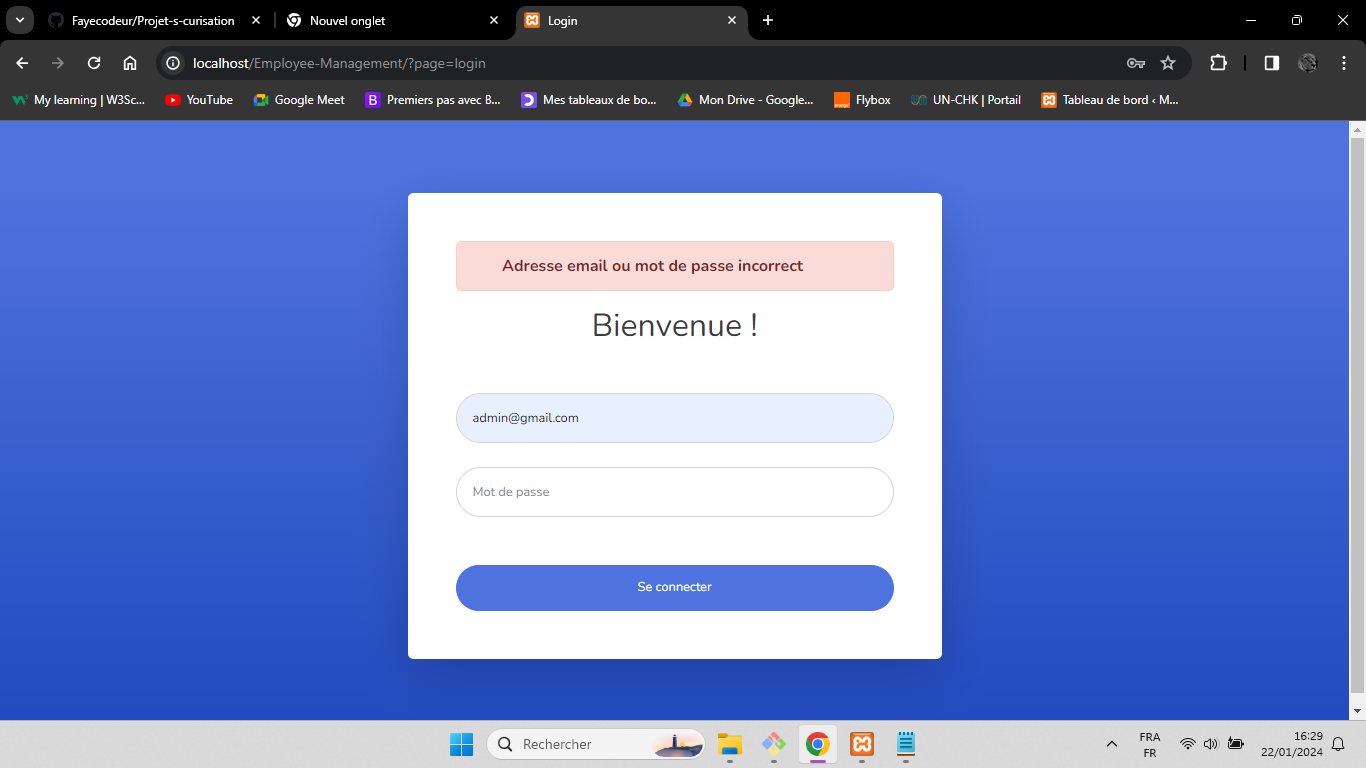 Fayecodeur/Projet-s-curisation
Nouvel onglet
Login
localhost/Employee-Management/?page=login
My learning | W3Sc...
YouTube
Google Meet
Premiers pas avec B...
Mes tableaux de bo...
Mon Drive - Google...
Flybox
UN-CHK | Portail
Tableau de bord ‹ M...
Adresse email ou mot de passe incorrect
Bienvenue !
admin@gmail.com
Mot de passe
Se connecter
Rechercher
FRA
FR
16:29
22/01/2024